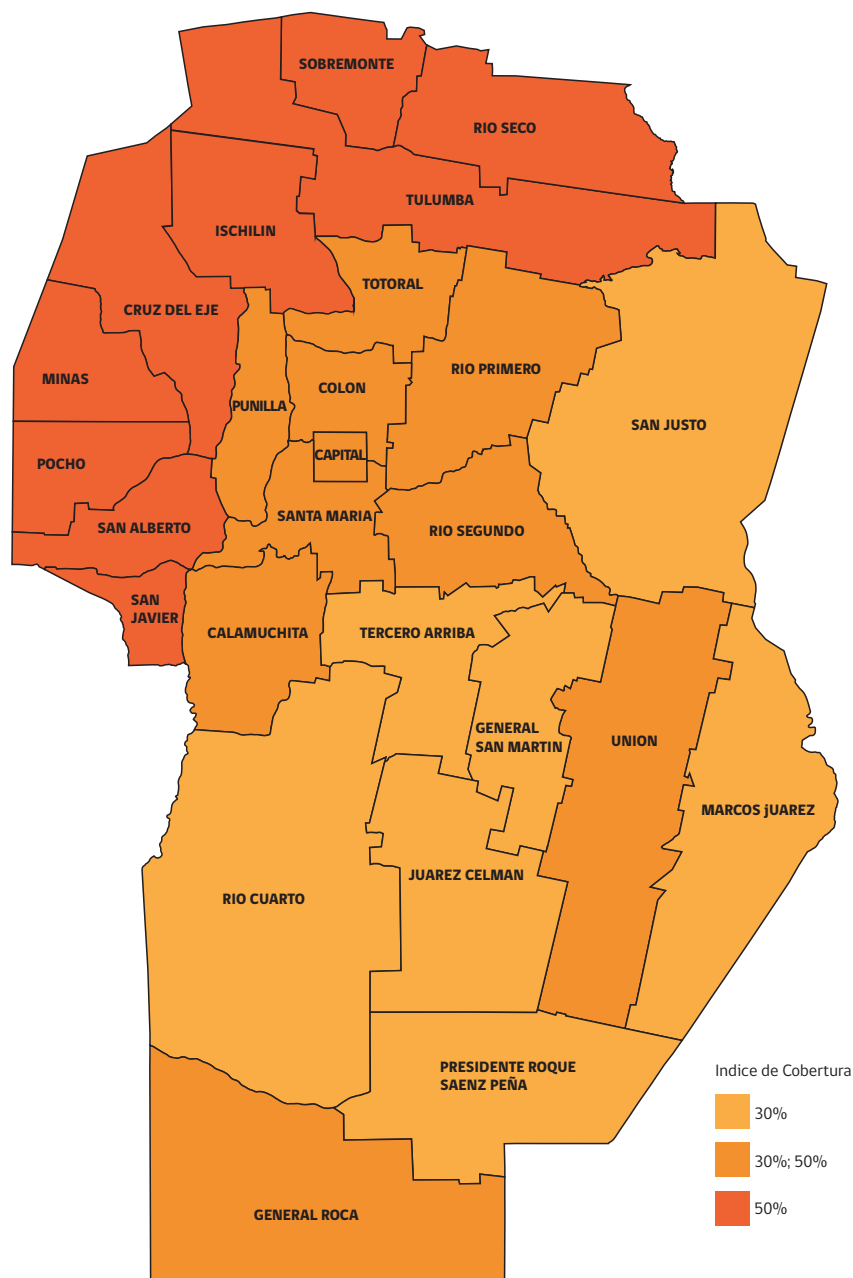 SOBREMONTE
RIO SECO
TULUMBA
ISCHILIN
TOTORAL
CRUZ DEL EJE
RIO PRIMERO
MINAS
COLON
PUNILLA
SAN JUSTO
CAPITAL
POCHO
SANTA MARIA
SAN ALBERTO
RIO SEGUNDO
SAN
JAVIER
CALAMUCHITA
TERCERO ARRIBA
GENERAL
SAN MARTIN
UNION
MARCOS jUAREZ
JUAREZ CELMAN
RIO CUARTO
PRESIDENTE ROQUE
SAENZ PEÑA
GENERAL ROCA
Indice de Cobertura
30%
30%; 50%
50%